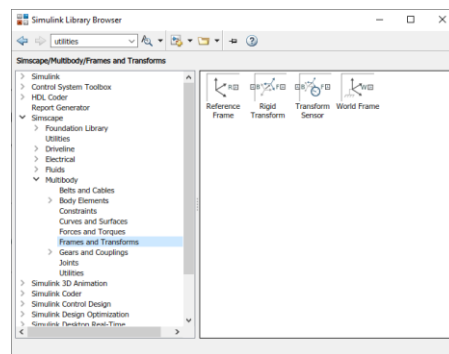 Simulink Library Browser
utilities
Simscape/Multibody/Frames and Transforms
Simulink
Control System Toolbox
HDL Coder
Report Generator
Simscape
Foundation Library
Utilities
Driveline
Electrical
Fluids
Multibody
Belts and Cables
Body Elements
Constraints
Curves and Surfaces
Forces and Torques
Frames and Transforms
Gears and Couplings
Joints
Utilities
Simulink 3D Animation
Simulink Coder
Simulink Control Design
Simulink Design Optimization
Simulink Desktop Real-Time
R
B F
B F
W
Reference Rigid Transform World Frame
Frame Transform Sensor